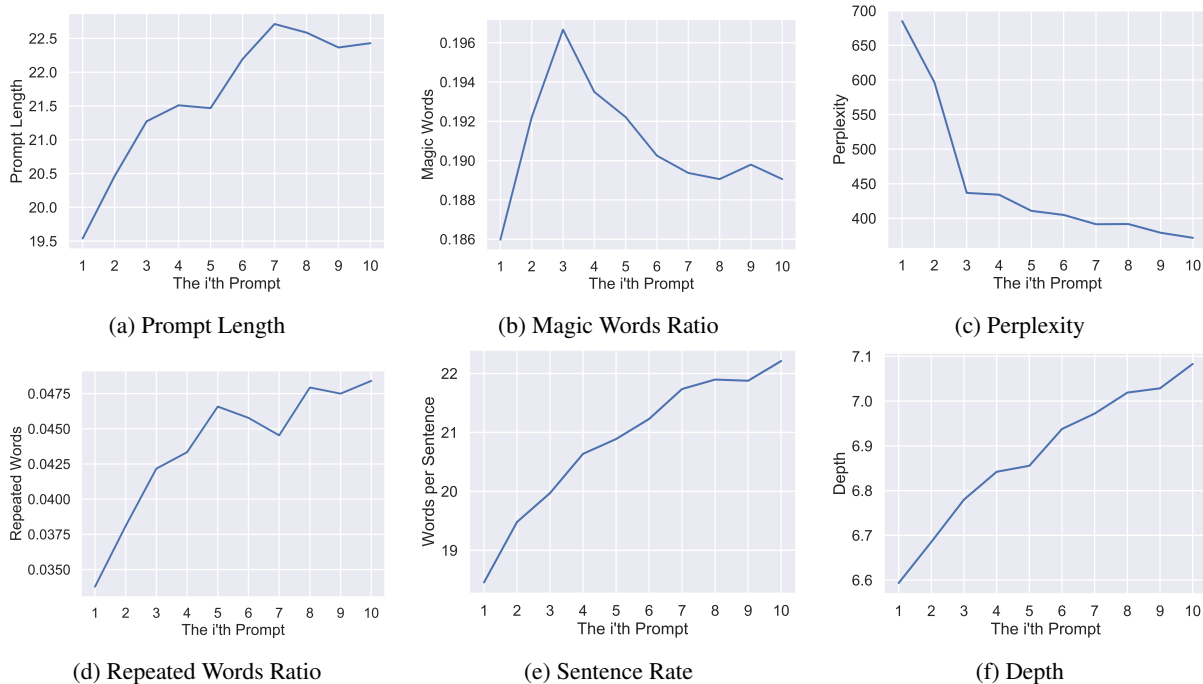 Prompt Length
22.5
22.0
21.5
21.0
20.5
20.0
19.5
1 2 3 4 5 6 7 8 9 10
The i'th Prompt
(a) Prompt Length
Magic Words
0.196
0.194
0.192
0.190
0.188
0.186
1 2 3 4 5 6 7 8 9 10
The i'th Prompt
(b) Magic Words Ratio
Perplexity
700
650
600
550
500
450
400
1 2 3 4 5 6 7 8 9 10
The i'th Prompt
(c) Perplexity
Repeated Words
0.0475
0.0450
0.0425
0.0400
0.0375
0.0350
1 2 3 4 5 6 7 8 9 10
The i'th Prompt
(d) Repeated Words Ratio
Words per Sentence
22
21
20
19
1 2 3 4 5 6 7 8 9 10
The i'th Prompt
(e) Sentence Rate
Depth
7.1
7.0
6.9
6.8
6.7
6.6
1 2 3 4 5 6 7 8 9 10
The i'th Prompt
(f) Depth